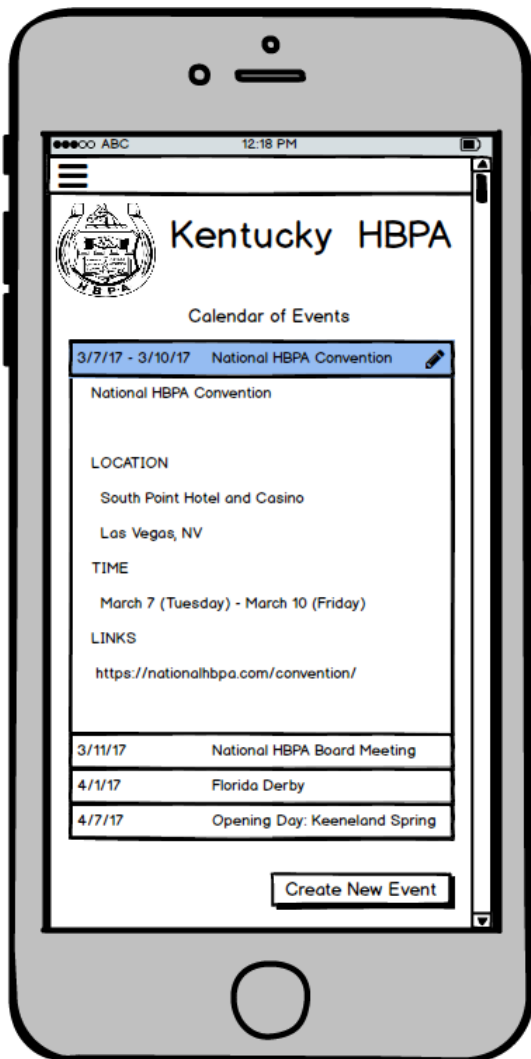 ABC 12:18 PM
Kentucky HBPA
H B P A
Calendar of Events
3/7/17 - 3/10/17 National HBPA Convention
National HBPA Convention
LOCATION
South Point Hotel and Casino
Las Vegas, NV
TIME
March 7 (Tuesday) - March 10 (Friday)
LINKS
https://nationalhbpa.com/convention/
3/11/17 National HBPA Board Meeting
4/1/17 Florida Derby
4/7/17 Opening Day: Keeneland Spring
Create New Event